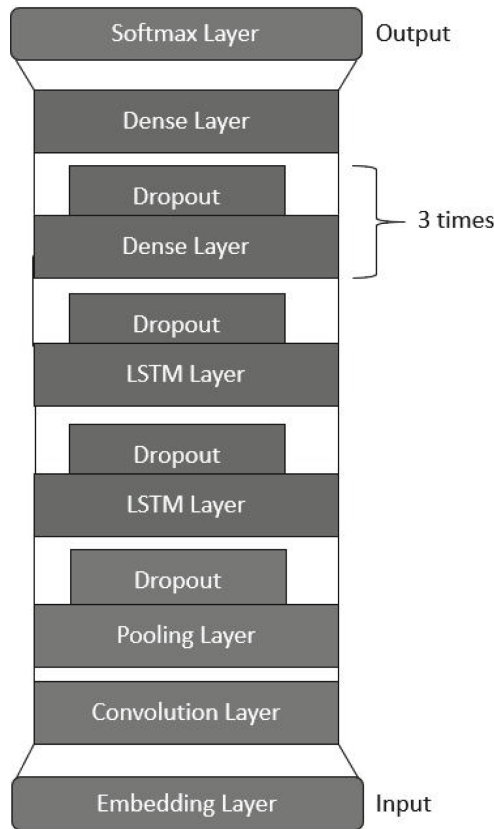 Softmax Layer Output
Dense Layer
Dropout
3 times
Dense Layer
Dropout
LSTM Layer
Dropout
LSTM Layer
Dropout
Pooling Layer
Convolution Layer
Embedding Layer Input